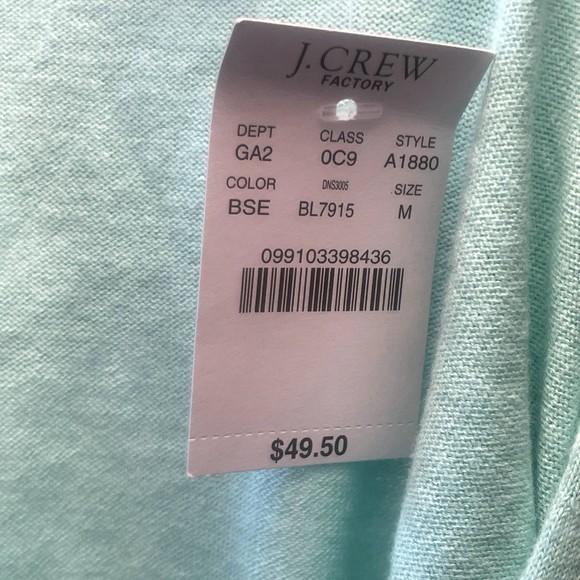 J.CREW
FACTORY
DEPT CLASS STYLE
GA2 0C9 A1880
COLOR DNS3005 SIZE
BSE BL7915 M
099103398436
$49.50